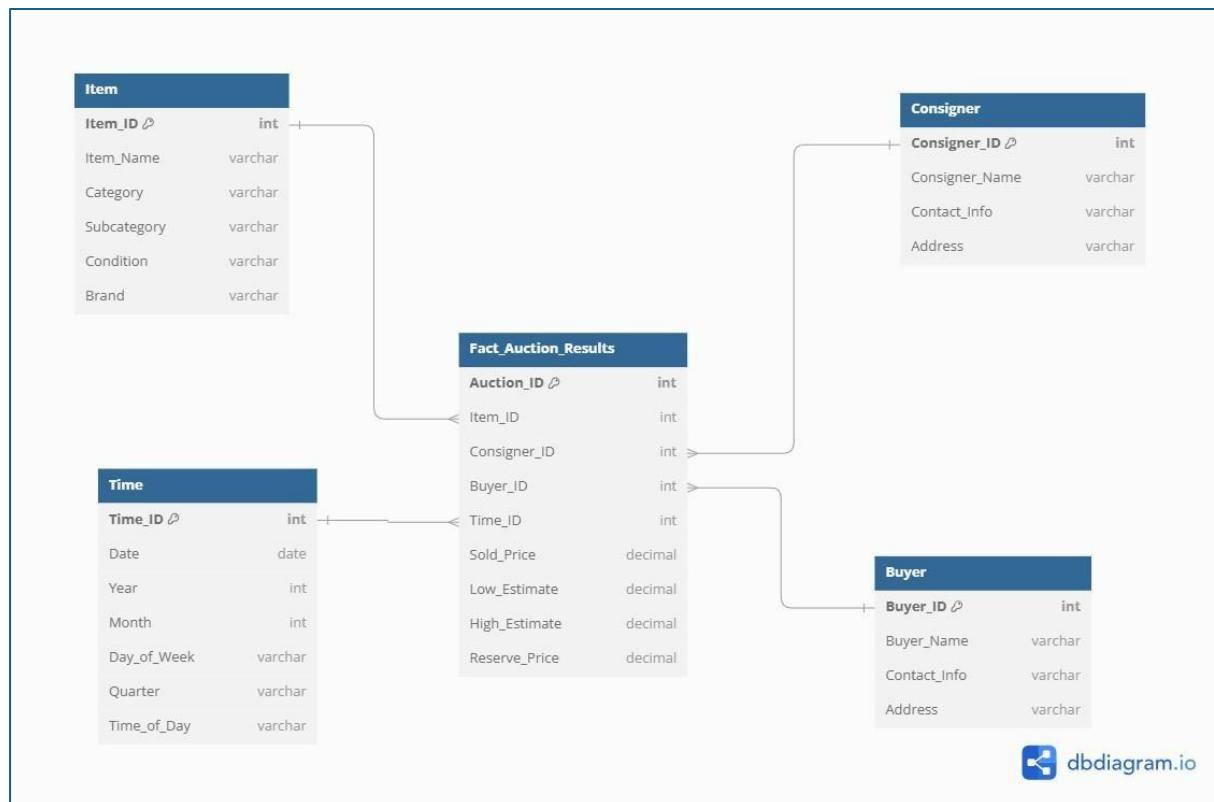 Item
Item_ID int
Item_Name varchar
Category varchar
Subcategory varchar
Condition varchar
Brand varchar
Consigner
Consigner_ID int
Consigner_Name varchar
Contact_Info varchar
Address varchar
Fact_Auction_Results
Auction_ID int
Item_ID int
Consigner_ID int
Buyer_ID int
Time_ID int
Sold_Price decimal
Low_Estimate decimal
High_Estimate decimal
Reserve_Price decimal
Time
Time_ID int
Date date
Year int
Month int
Day_of_Week varchar
Quarter varchar
Time_of_Day varchar
Buyer
Buyer_ID int
Buyer_Name varchar
Contact_Info varchar
Address varchar
dbdiagram.io